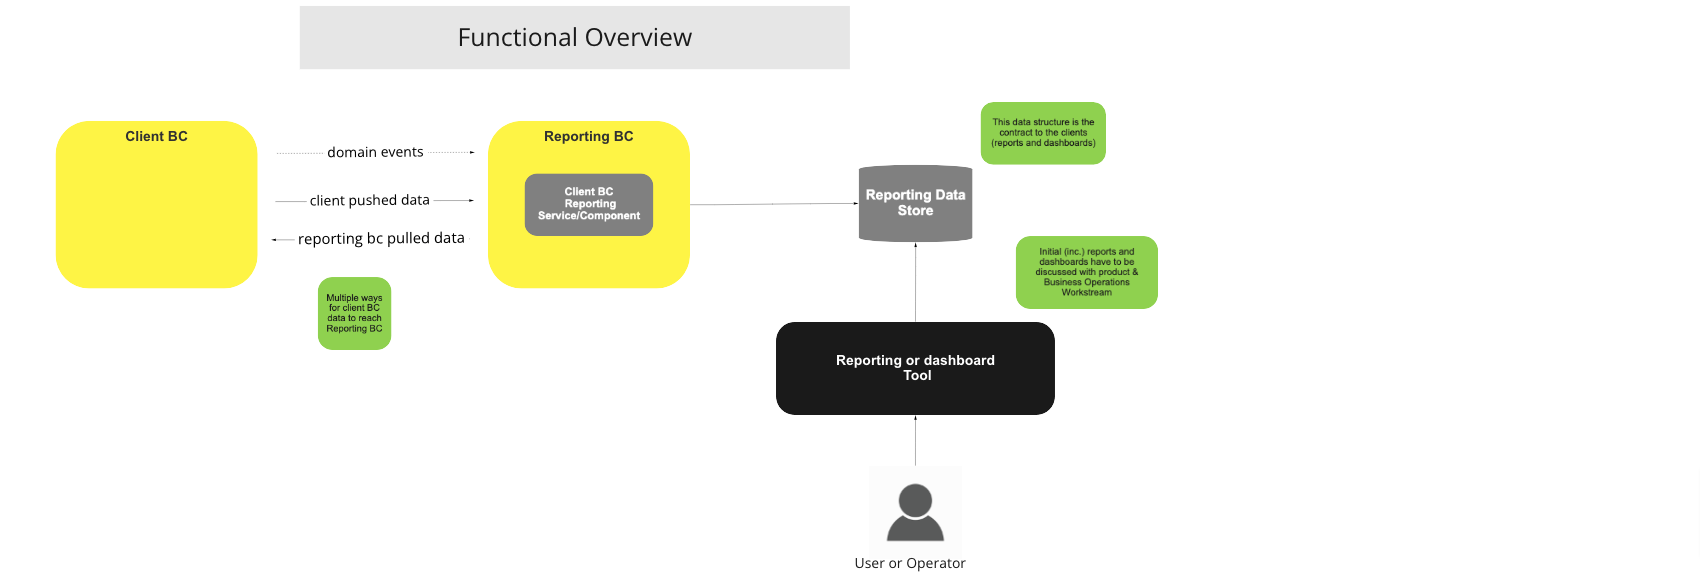 Functional Overview
Client BC
domain events
client pushed data
reporting bc pulled data
Multiple ways
for client BC
data to reach
Reporting BC
Reporting BC
Client BC
Reporting
Service/Component
Reporting Data
Store
This data structure is the
contract to the clients
(reports and dashboards)
Initial (inc.) reports and
dashboards have to be
discussed with product &
Business Operations
Workstream
Reporting or dashboard
Tool
User or Operator